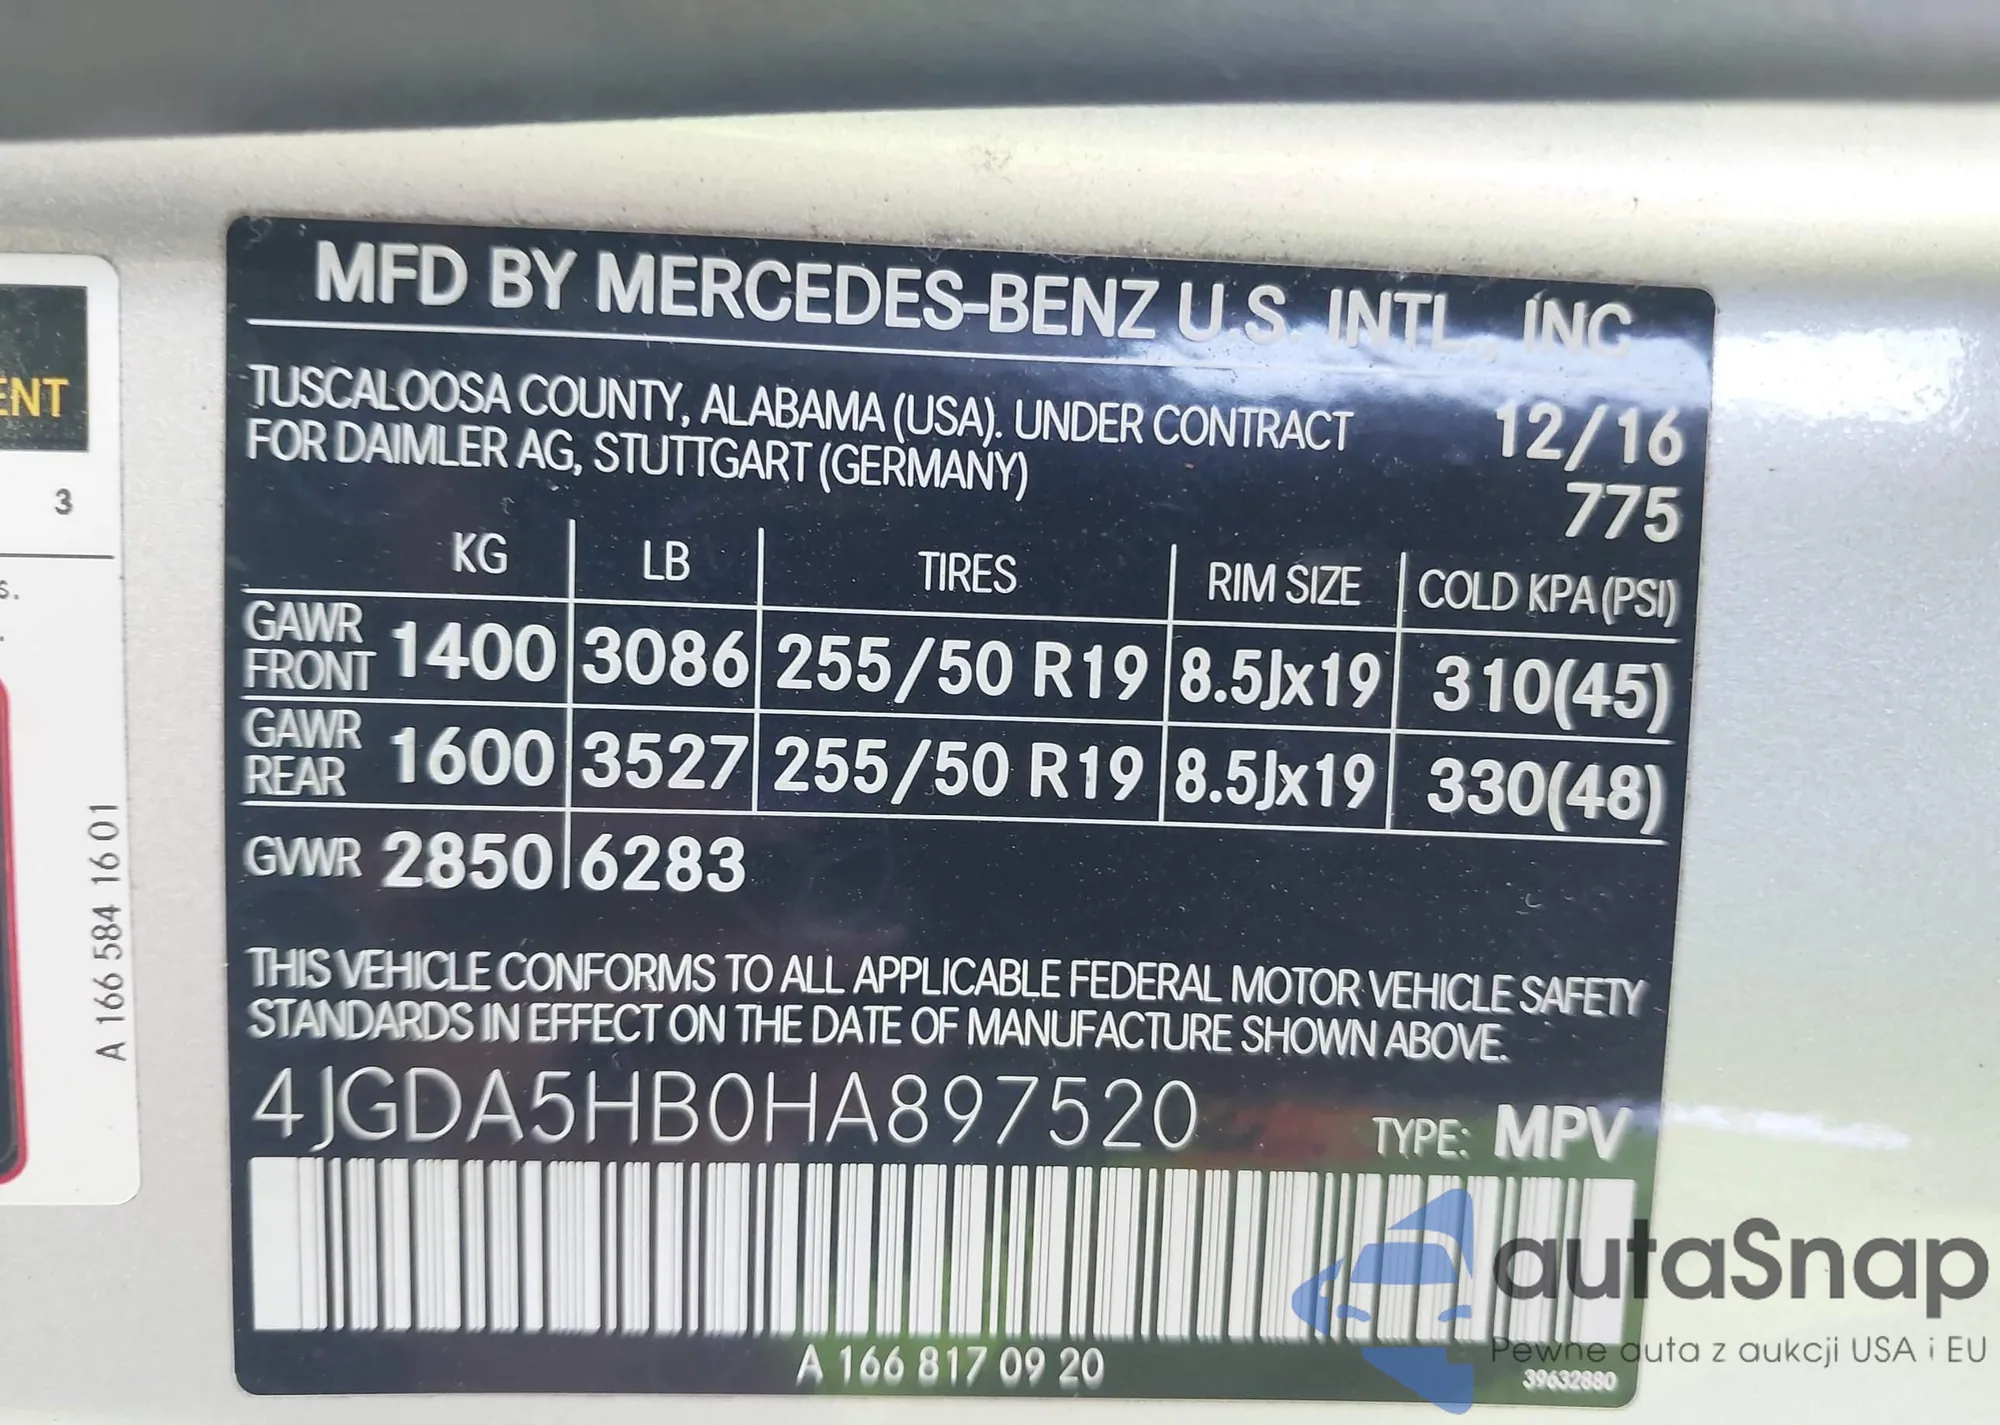 MFD BY MERCEDES-BENZ U.S. INTL., INC
TUSCALOOSA COUNTY, ALABAMA (USA). UNDER CONTRACT
FOR DAIMLER AG, STUTTGART (GERMANY)
12/16
775
KG LB TIRES RIM SIZE COLD KPA (PSI)
GAWR FRONT 1400 3086 255/50 R19 8.5Jx19 310(45)
GAWR REAR 1600 3527 255/50 R19 8.5Jx19 330(48)
GVWR 2850 6283
THIS VEHICLE CONFORMS TO ALL APPLICABLE FEDERAL MOTOR VEHICLE SAFETY
STANDARDS IN EFFECT ON THE DATE OF MANUFACTURE SHOWN ABOVE.
4JGDA5HB0HA897520
TYPE: MPV
A 166 817 09 20
39632880
ENT
3
s.
A 166 584 16 01
autaSnap
Pewne auta z aukcji USA i EU